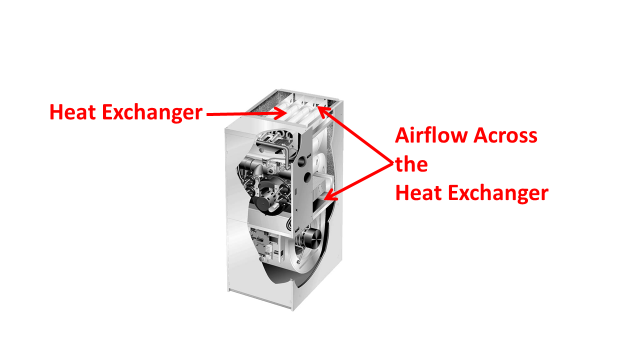 Heat Exchanger
Airflow Across
the
Heat Exchanger